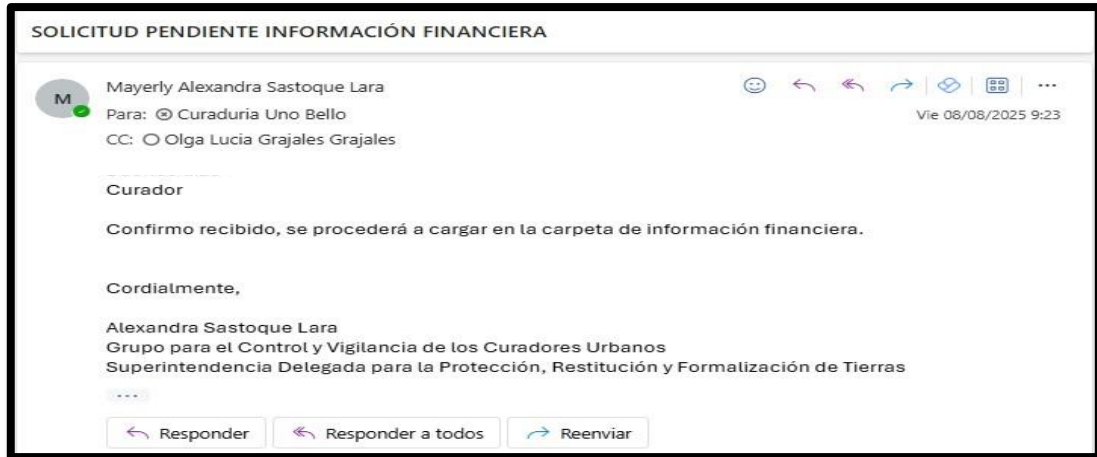 SOLICITUD PENDIENTE INFORMACIÓN FINANCIERA
M
Mayerly Alexandra Sastoque Lara
Para: Curaduria Uno Bello
Vie 08/08/2025 9:23
CC: Olga Lucia Grajales Grajales
Curador
Confirmo recibido, se procederá a cargar en la carpeta de información financiera.
Cordialmente,
Alexandra Sastoque Lara
Grupo para el Control y Vigilancia de los Curadores Urbanos
Superintendencia Delegada para la Protección, Restitución y Formalización de Tierras
Responder
Responder a todos
Reenviar